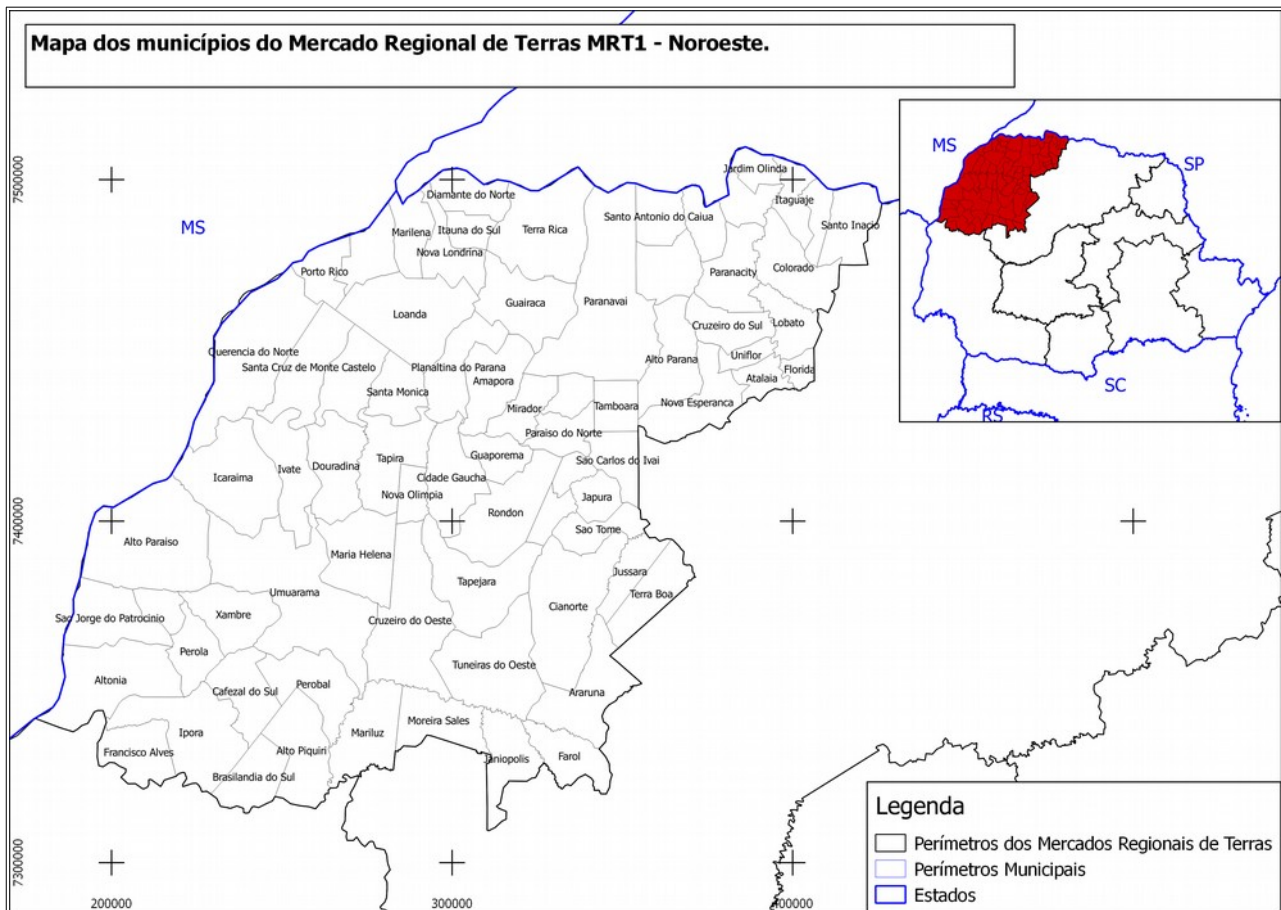 Mapa dos municípios do Mercado Regional de Terras MRT1 - Noroeste.
MS
SP
SC
RS
7500000
7400000
7300000
200000
300000
400000
MS
Jardim Olinda
Diamante do Norte
Itaguaje
Santo Antonio do Caiua
Santo Inacio
Marilena
Itauna do Sul
Terra Rica
Nova Londrina
Porto Rico
Paranacity
Colorado
Guairaca
Paranavai
Loanda
Cruzeiro do Sul
Lobato
Querencia do Norte
Santa Cruz de Monte Castelo
Planaltina do Parana
Alto Parana
Uniflor
Florida
Amapora
Atalaia
Santa Monica
Mirador
Tamboara
Nova Esperanca
Paraiso do Norte
Guaporema
Sao Carlos do Ivai
Icaraima
Ivate
Douradina
Tapira
Cidade Gaucha
Nova Olimpia
Japura
Rondon
Sao Tome
Alto Paraiso
Maria Helena
Jussara
Tapejara
Terra Boa
Umuarama
Cianorte
Sao Jorge do Patrocinio
Xambre
Cruzeiro do Oeste
Perola
Tuneiras do Oeste
Altonia
Cafezal do Sul
Perobal
Araruna
Ipora
Mariluz
Moreira Sales
Francisco Alves
Alto Piquiri
Janiopolis
Farol
Brasilandia do Sul
Legenda
Perímetros dos Mercados Regionais de Terras
Perímetros Municipais
Estados